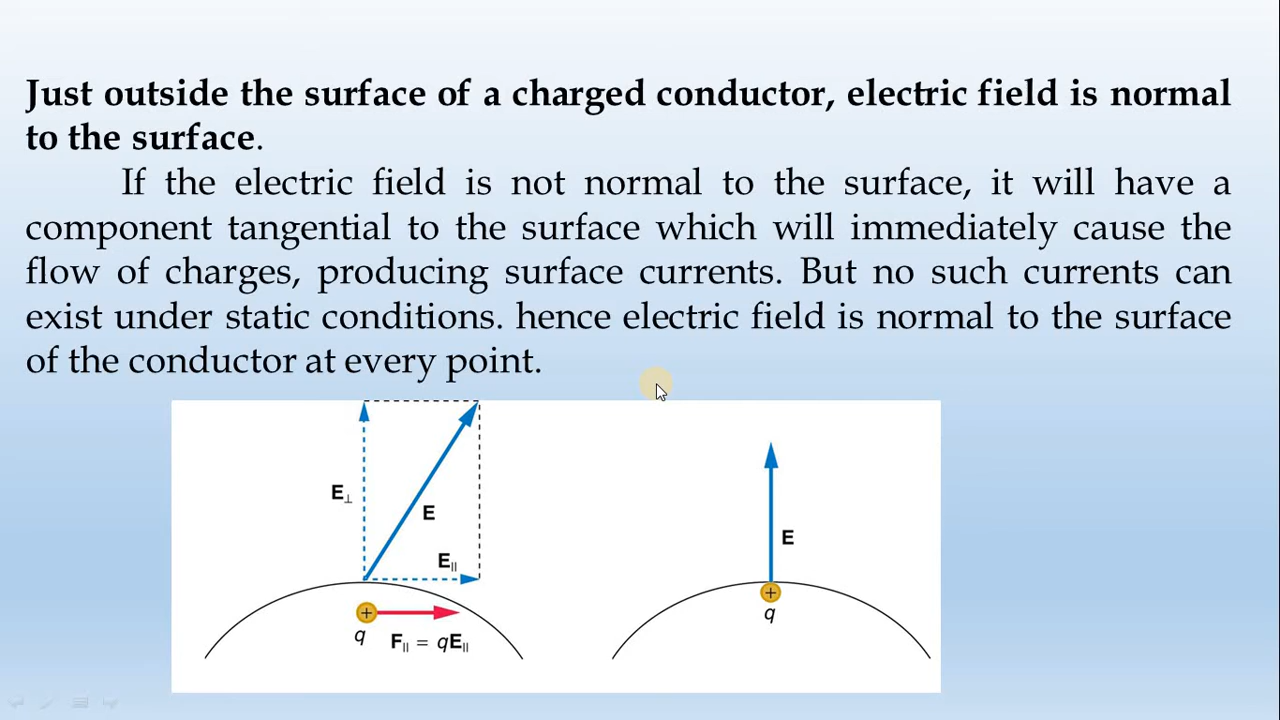 Just outside the surface of a charged conductor, electric field is normal
to the surface.
If the electric field is not normal to the surface, it will have a
component tangential to the surface which will immediately cause the
flow of charges, producing surface currents. But no such currents can
exist under static conditions. hence electric field is normal to the surface
of the conductor at every point.
E⊥
E
E||
+
q
F|| = qE||
E
+
q